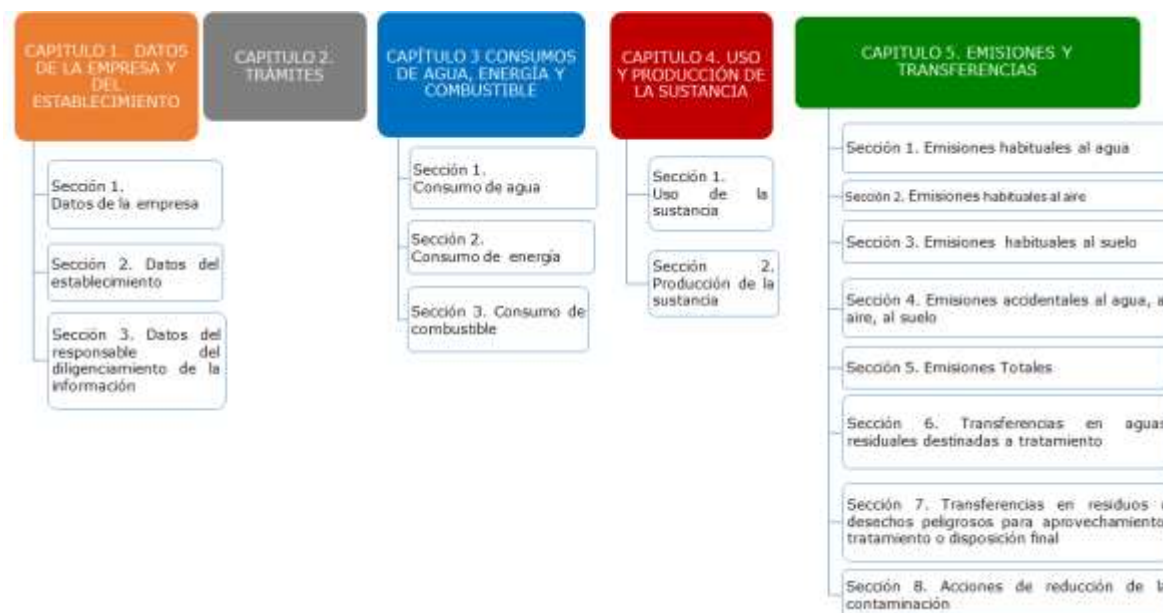 CAPITULO 1. DATOS
DE LA EMPRESA Y
DEL
ESTABLECIMIENTO
Sección 1.
Datos de la empresa
Sección 2. Datos del
establecimiento
Sección 3. Datos del
responsable del
diligenciamiento de la
información
CAPITULO 2.
TRÁMITES
CAPÍTULO 3 CONSUMOS
DE AGUA, ENERGÍA Y
COMBUSTIBLE
Sección 1.
Consumo de agua
Sección 2.
Consumo de energía
Sección 3. Consumo de
combustible
CAPITULO 4. USO
Y PRODUCCIÓN DE
LA SUSTANCIA
Sección 1.
Uso de la
sustancia
Sección 2.
Producción de la
sustancia
CAPITULO 5. EMISIONES Y
TRANSFERENCIAS
Sección 1. Emisiones habituales al agua
Sección 2. Emisiones habituales al aire
Sección 3. Emisiones habituales al suelo
Sección 4. Emisiones accidentales al agua,
aire, al suelo
Sección 5. Emisiones Totales
Sección 6. Transferencias en aguas
residuales destinadas a tratamiento
Sección 7. Transferencias en residuos
desechos peligrosos para aprovechamiento
tratamiento o disposición final
Sección 8. Acciones de reducción de la
contaminación